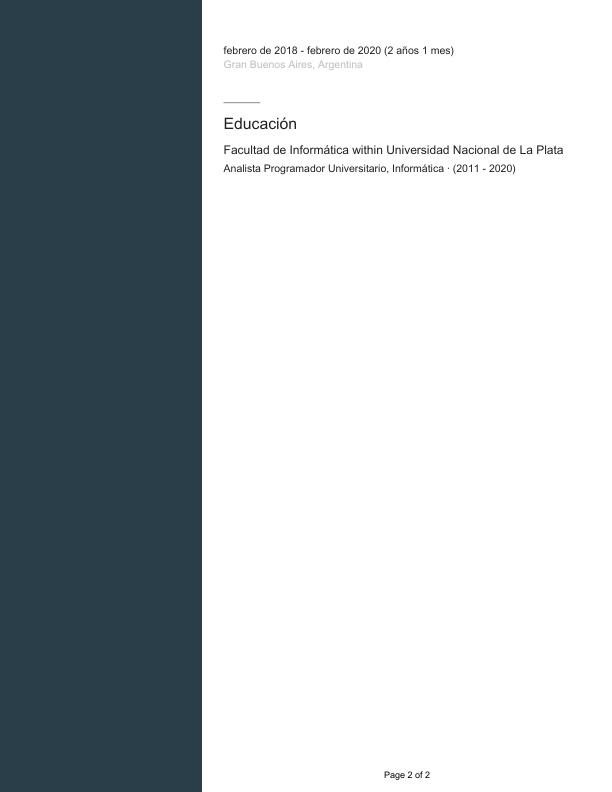 febrero de 2018 - febrero de 2020 (2 años 1 mes)
Gran Buenos Aires, Argentina
Educación
Facultad de Informática within Universidad Nacional de La Plata
Analista Programador Universitario, Informática · (2011 - 2020)
Page 2 of 2